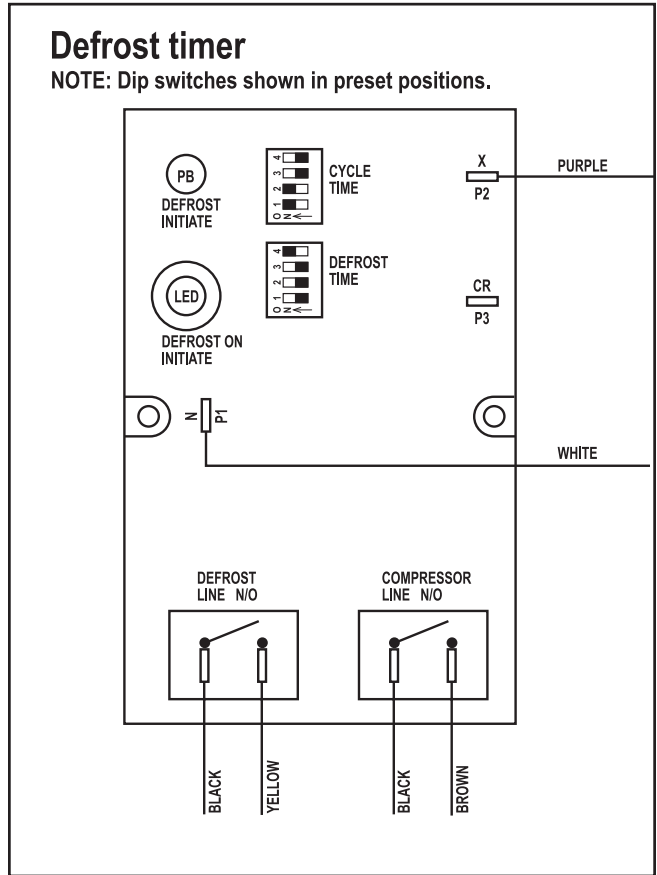 Defrost timer
NOTE: Dip switches shown in preset positions.
PB
DEFROST
INITIATE
4
3
2
1
ON←
CYCLE
TIME
X
P2
PURPLE
LED
DEFROST ON
INITIATE
4
3
2
1
ON←
DEFROST
TIME
CR
P3
N
P1
WHITE
DEFROST
LINE N/O
COMPRESSOR
LINE N/O
BLACK
YELLOW
BLACK
BROWN